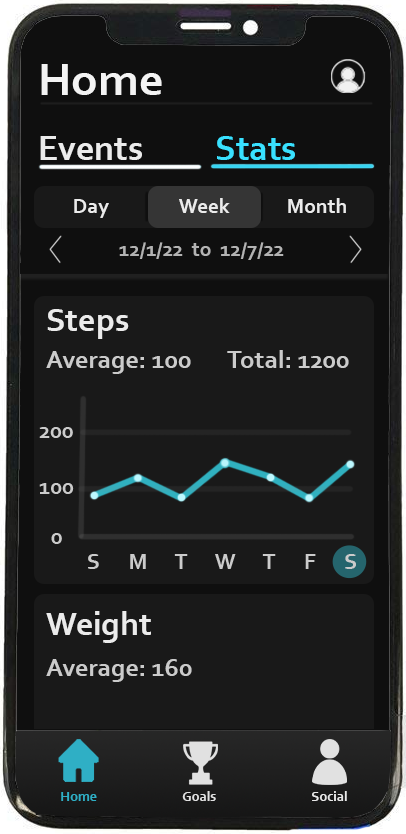 Home
Events Stats
Day Week Month
12/1/22 to 12/7/22
Steps
Average: 100 Total: 1200
200
100
0
S M T W T F S
Weight
Average: 160
Home Goals Social